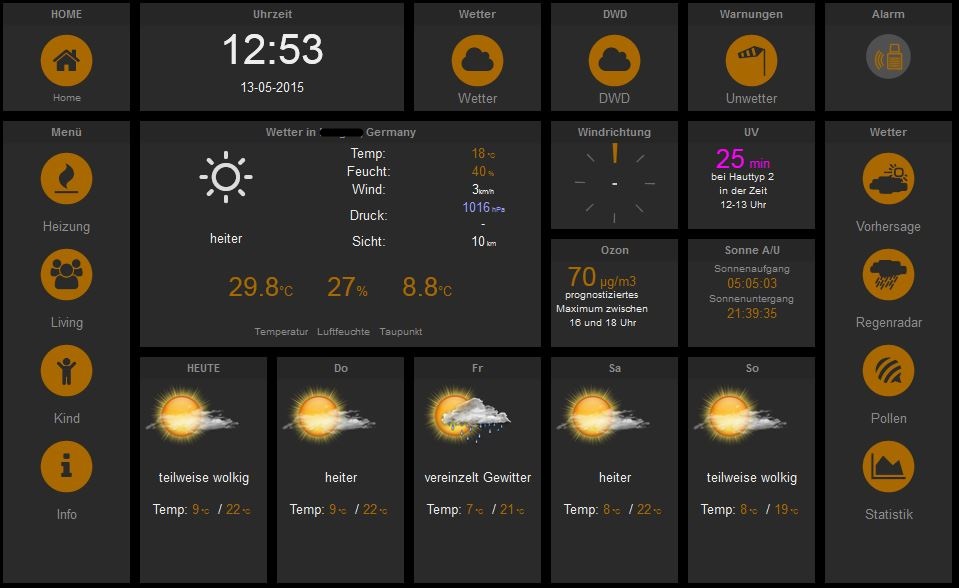 HOME
Home
Uhrzeit
12:53
13-05-2015
Wetter
Wetter
DWD
DWD
Warnungen
Unwetter
Alarm
Menü
Heizung
Living
Kind
Info
Wetter in , Germany
heiter
Temp: 18 °C
Feucht: 40 %
Wind: 3 km/h
Druck: 1016 hPa
-
Sicht: 10 km
29.8°C 27% 8.8°C
Temperatur Luftfeuchte Taupunkt
Windrichtung
-
UV
25 min
bei Hauttyp 2
in der Zeit
12-13 Uhr
Ozon
70 µg/m3
prognostiziertes
Maximum zwischen
16 und 18 Uhr
Sonne A/U
Sonnenaufgang
05:05:03
Sonnenuntergang
21:39:35
HEUTE
teilweise wolkig
Temp: 9 °C / 22 °C
Do
heiter
Temp: 9 °C / 22 °C
Fr
vereinzelt Gewitter
Temp: 7 °C / 21 °C
Sa
heiter
Temp: 8 °C / 22 °C
So
teilweise wolkig
Temp: 8 °C / 19 °C
Wetter
Vorhersage
Regenradar
Pollen
Statistik